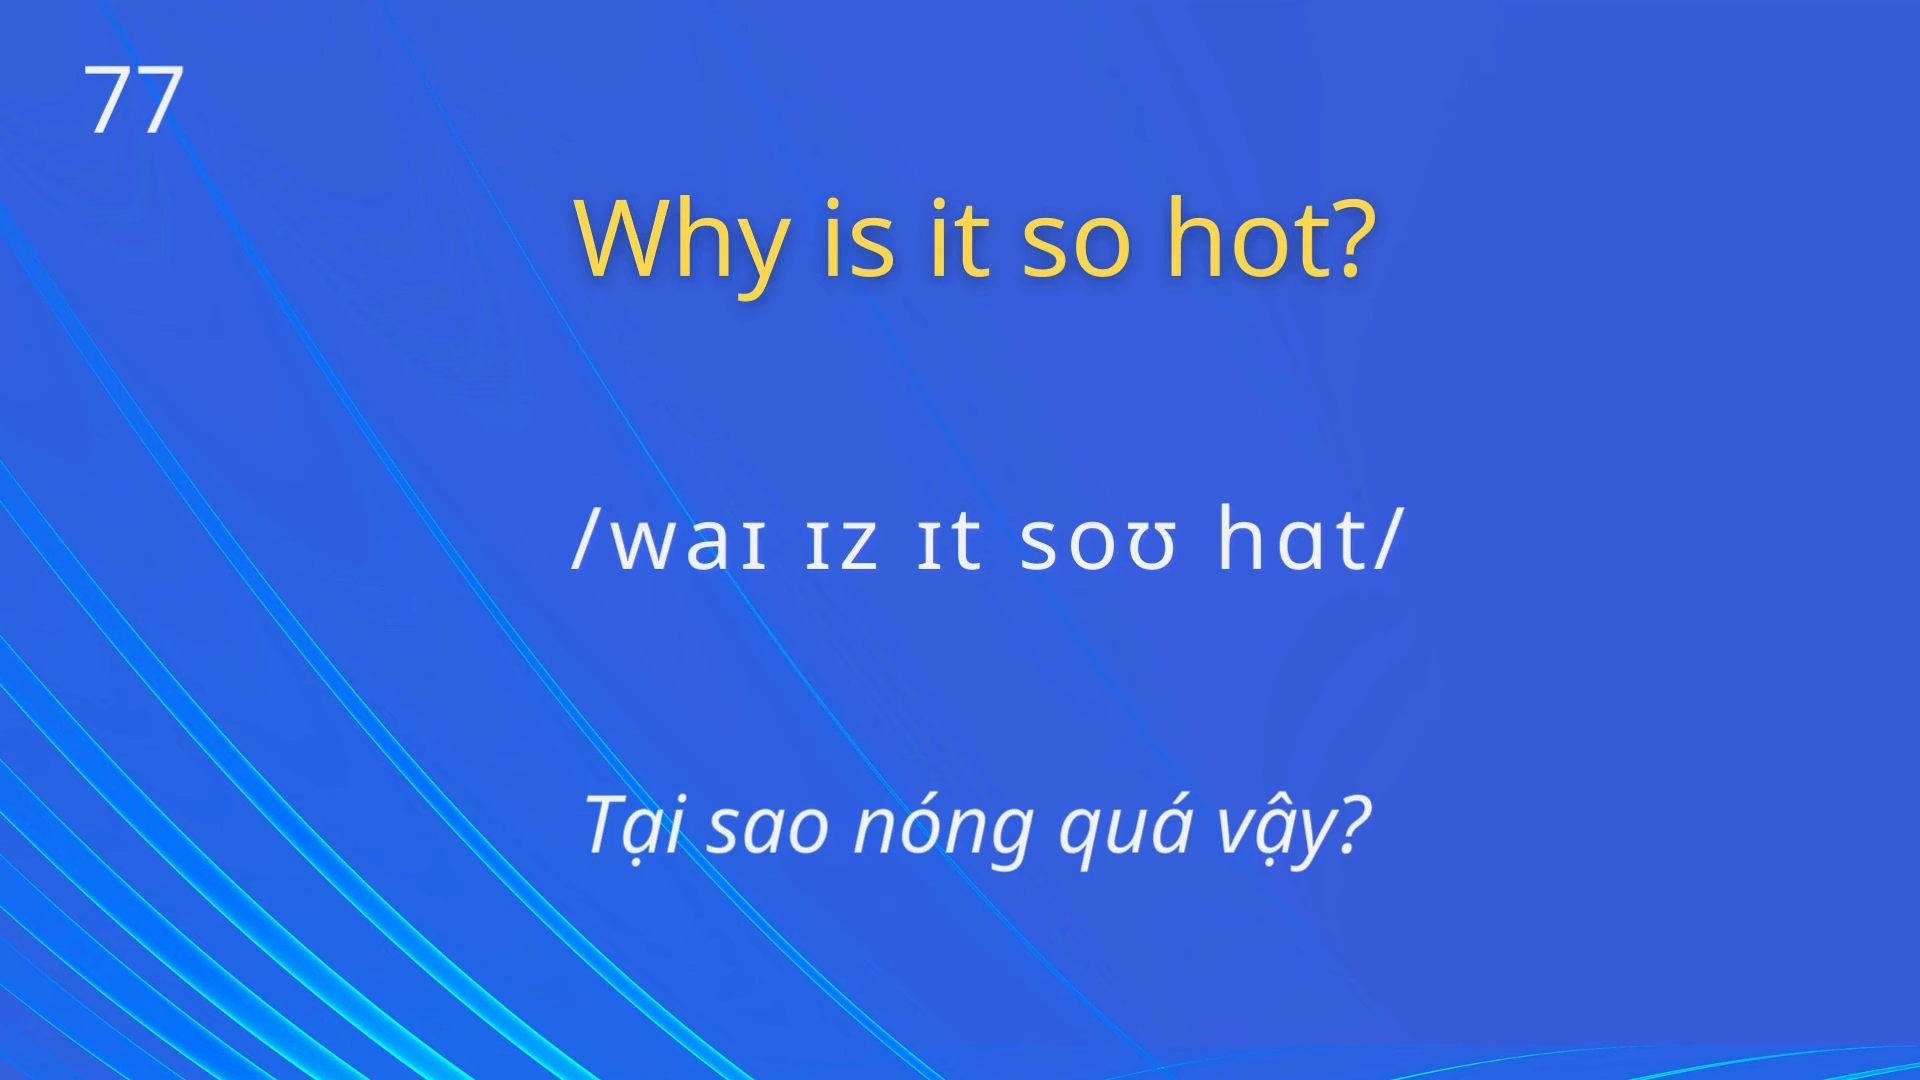 77
Why is it so hot?
/waɪ ɪz ɪt soʊ hɑt/
Tại sao nóng quá vậy?